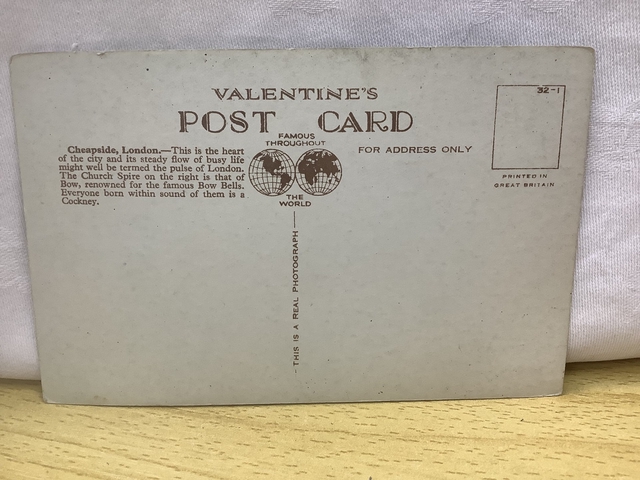 VALENTINE'S
POST CARD
FAMOUS
THROUGHOUT
THE
WORLD
Cheapside, London.—This is the heart
of the city and its steady flow of busy life
might well be termed the pulse of London.
The Church Spire on the right is that of
Bow, renowned for the famous Bow Bells.
Everyone born within sound of them is a
Cockney.
FOR ADDRESS ONLY
32-1
PRINTED IN
GREAT BRITAIN
—THIS IS A REAL PHOTOGRAPH—